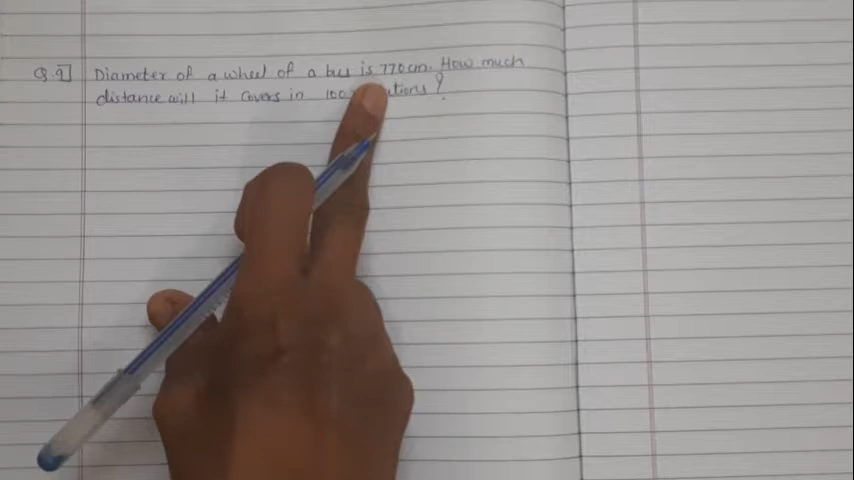 Q.9] Diameter of a wheel of a bus is 770cm. How much
distance will it covers in 100 ?